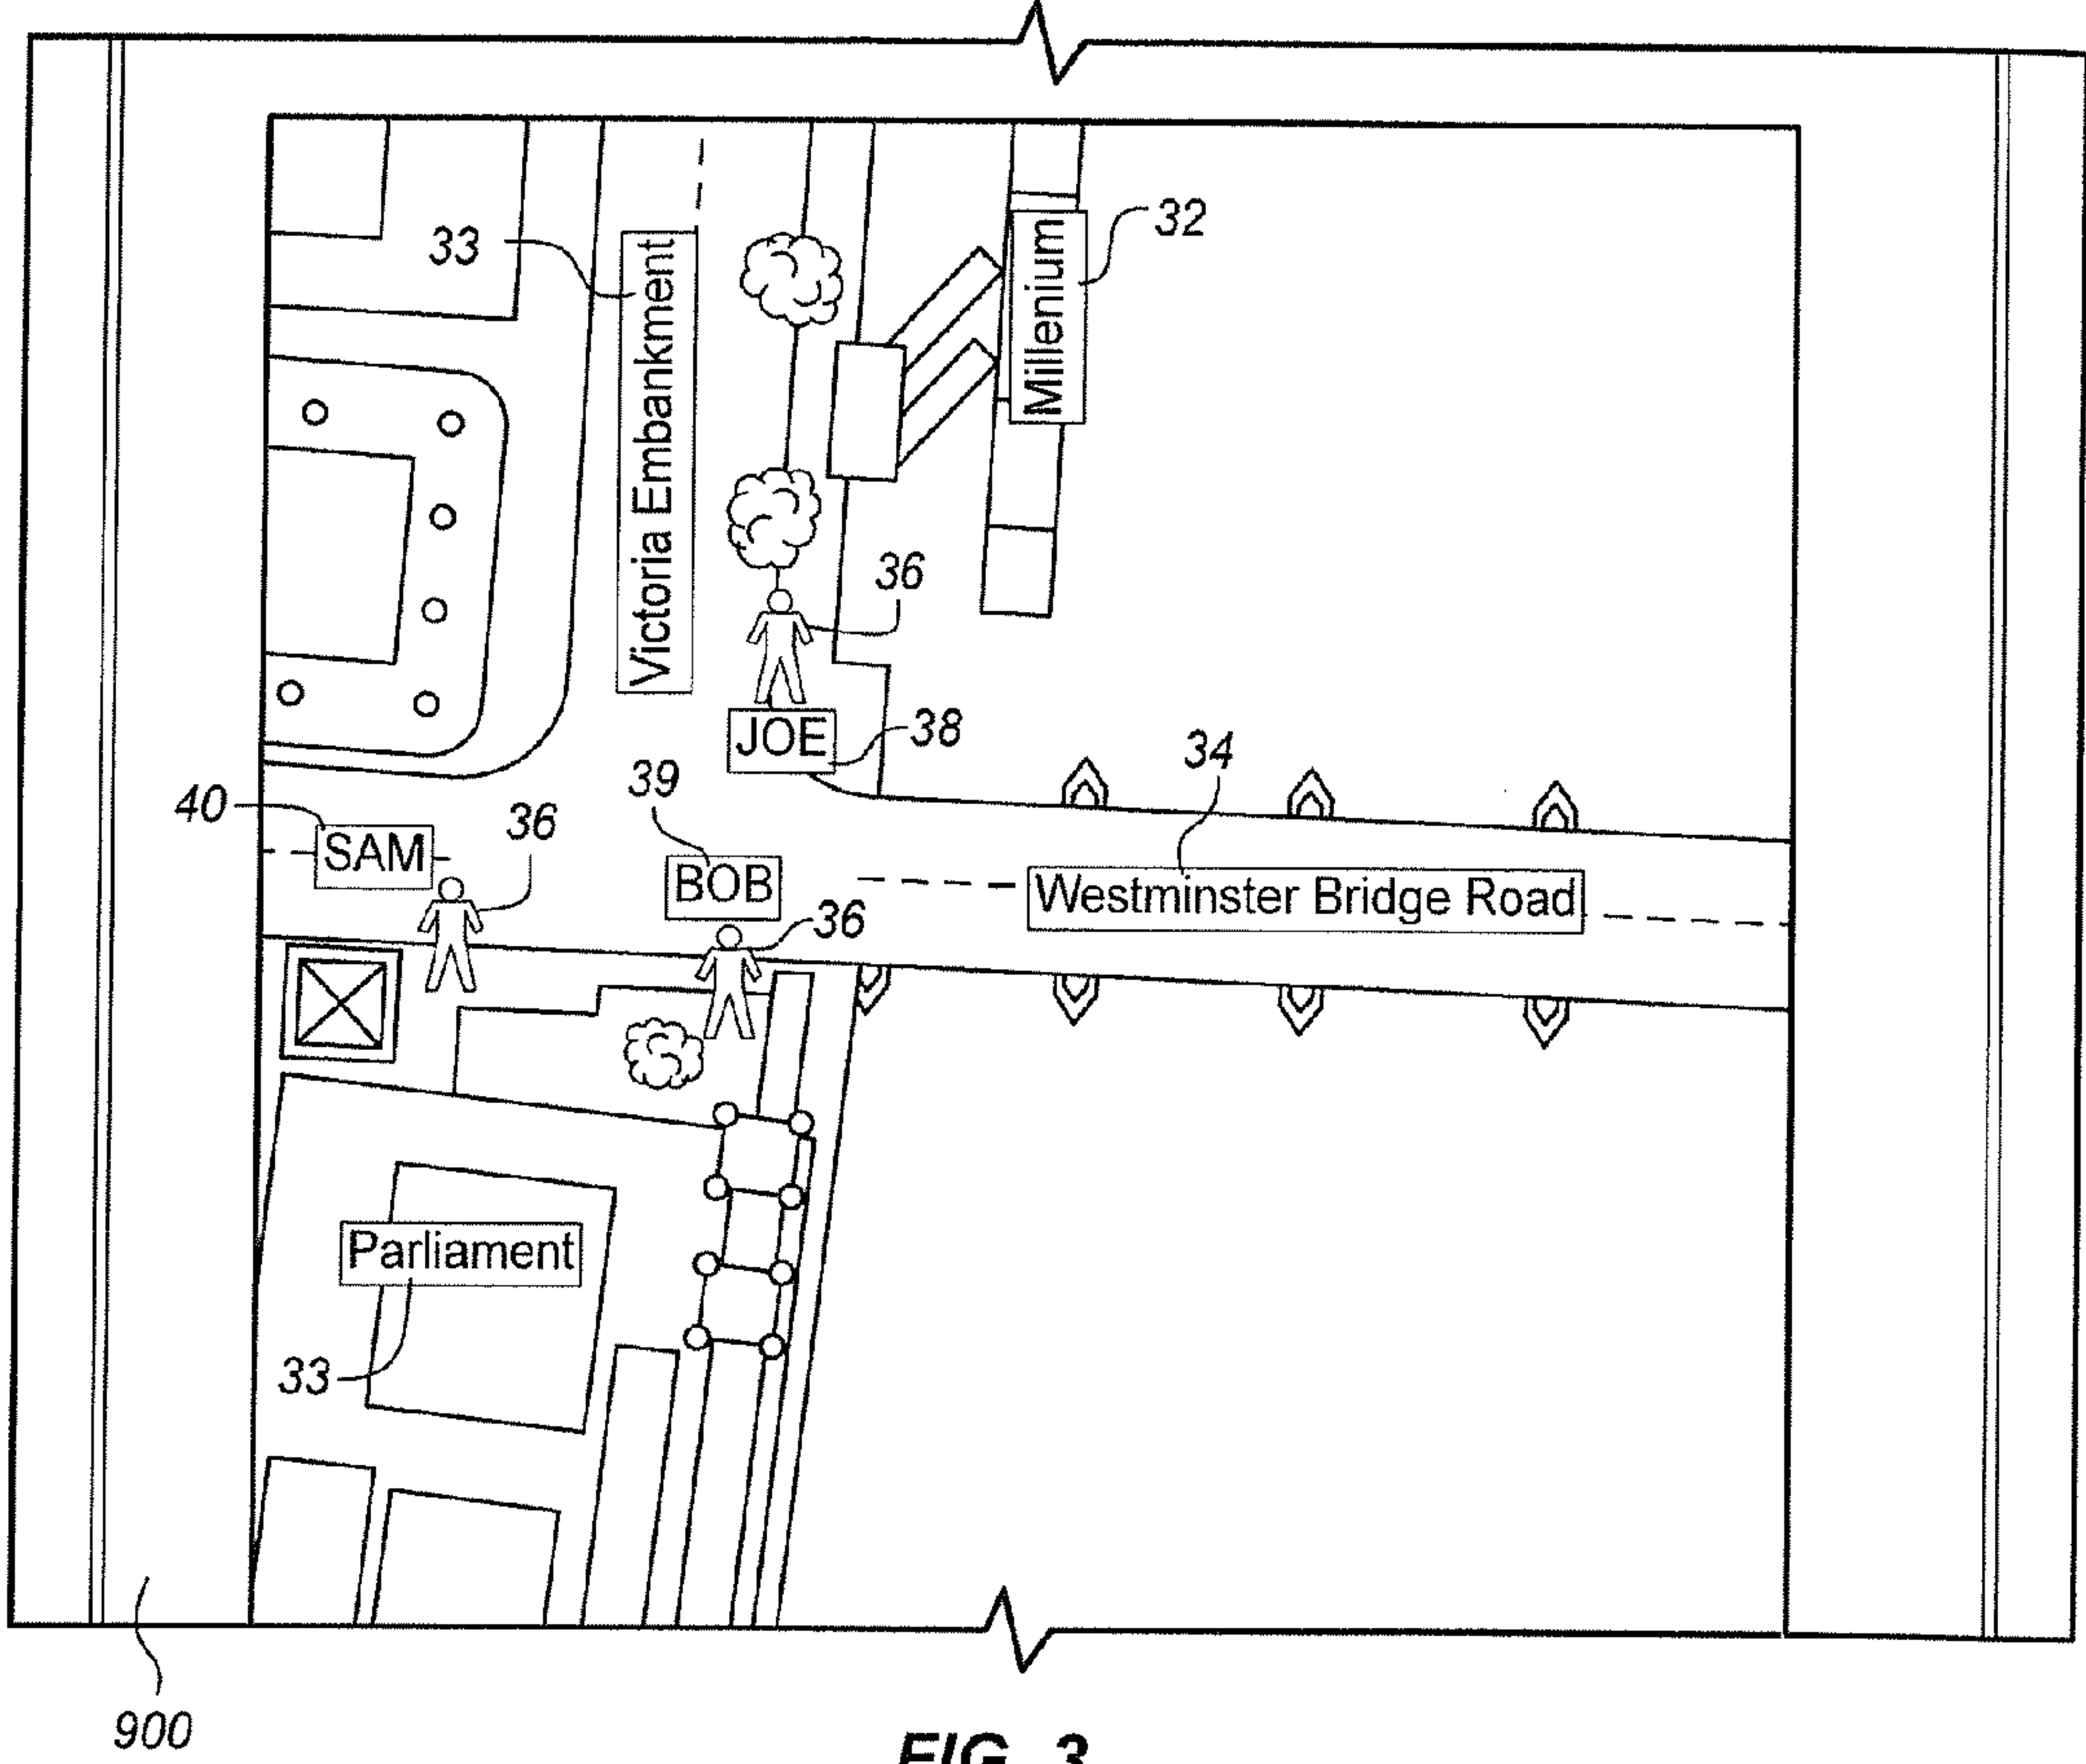 32
33
Millenium
Victoria Embankment
36
JOE
38
34
39
40
SAM
36
BOB
Westminster Bridge Road
36
Parliament
33
900
FIG. 3